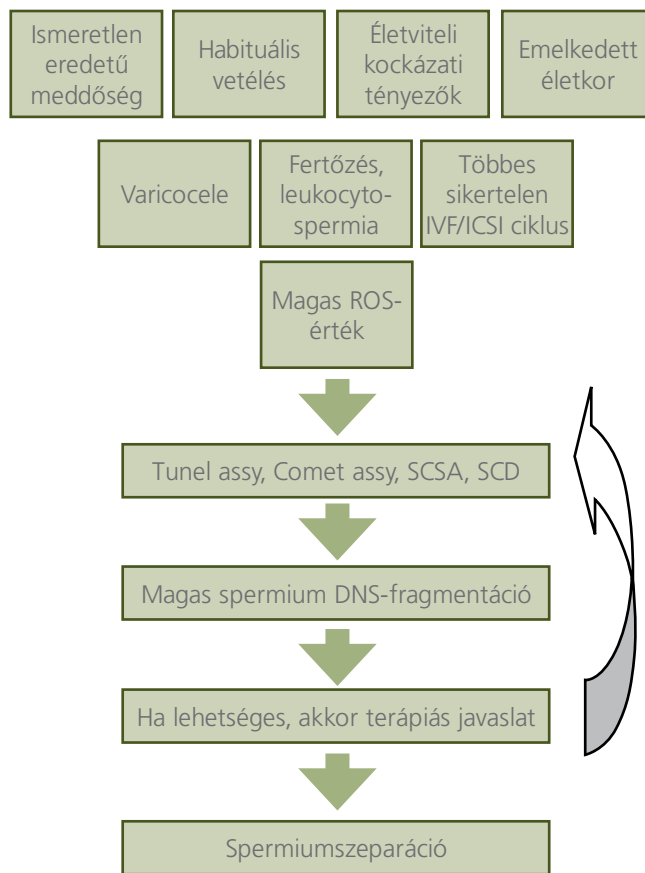 Ismeretlen
eredetű
meddőség
Habituális
vetélés
Életviteli
kockázati
tényezők
Emelkedett
életkor
Varicocele
Fertőzés,
leukocyto-
spermia
Többes
sikertelen
IVF/ICSI ciklus
Magas ROS-
érték
Tunel assy, Comet assy, SCSA, SCD
Magas spermium DNS-fragmentáció
Ha lehetséges, akkor terápiás javaslat
Spermiumszeparáció